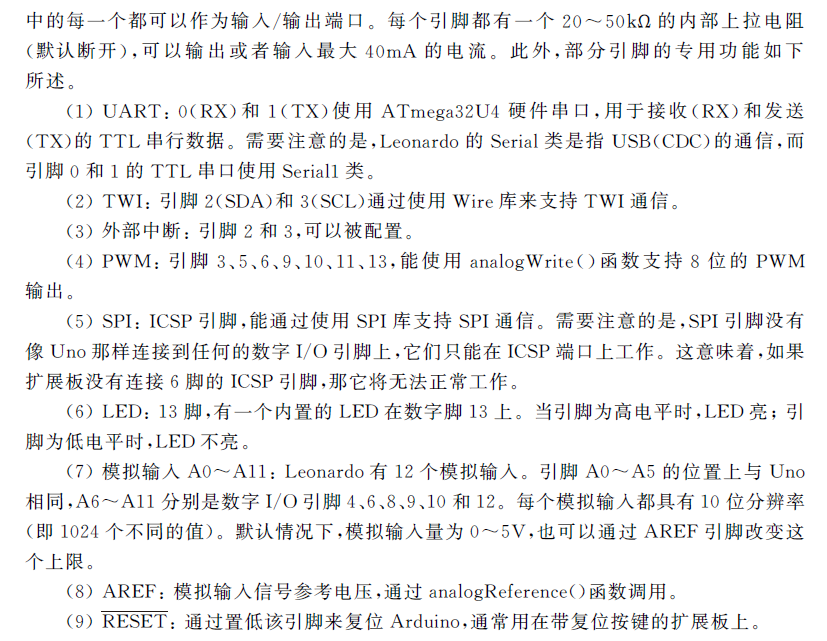 中的每一个都可以作为输入/输出端口。每个引脚都有一个 20～50kΩ 的内部上拉电阻
(默认断开),可以输出或者输入最大 40mA 的电流。此外,部分引脚的专用功能如下
所述。
(1) UART: 0(RX)和 1(TX)使用 ATmega32U4 硬件串口,用于接收(RX)和发送
(TX)的 TTL 串行数据。需要注意的是,Leonardo 的 Serial 类是指 USB(CDC)的通信,而
引脚 0 和 1 的 TTL 串口使用 Serial1 类。
(2) TWI: 引脚 2(SDA)和 3(SCL)通过使用 Wire 库来支持 TWI 通信。
(3) 外部中断: 引脚 2 和 3,可以被配置。
(4) PWM: 引脚 3、5、6、9、10、11、13,能使用 analogWrite()函数支持 8 位的 PWM
输出。
(5) SPI: ICSP 引脚,能通过使用 SPI 库支持 SPI 通信。需要注意的是,SPI 引脚没有
像 Uno 那样连接到任何的数字 I/O 引脚上,它们只能在 ICSP 端口上工作。这意味着,如果
扩展板没有连接 6 脚的 ICSP 引脚,那它将无法正常工作。
(6) LED: 13 脚,有一个内置的 LED 在数字脚 13 上。当引脚为高电平时,LED 亮; 引
脚为低电平时,LED 不亮。
(7) 模拟输入 A0～A11: Leonardo 有 12 个模拟输入。引脚 A0～A5 的位置上与 Uno
相同,A6～A11 分别是数字 I/O 引脚 4、6、8、9、10 和 12。每个模拟输入都具有 10 位分辨率
(即 1024 个不同的值)。默认情况下,模拟输入量为 0～5V,也可以通过 AREF 引脚改变这
个上限。
(8) AREF: 模拟输入信号参考电压,通过 analogReference()函数调用。
(9) RESET: 通过置低该引脚来复位 Arduino,通常用在带复位按键的扩展板上。